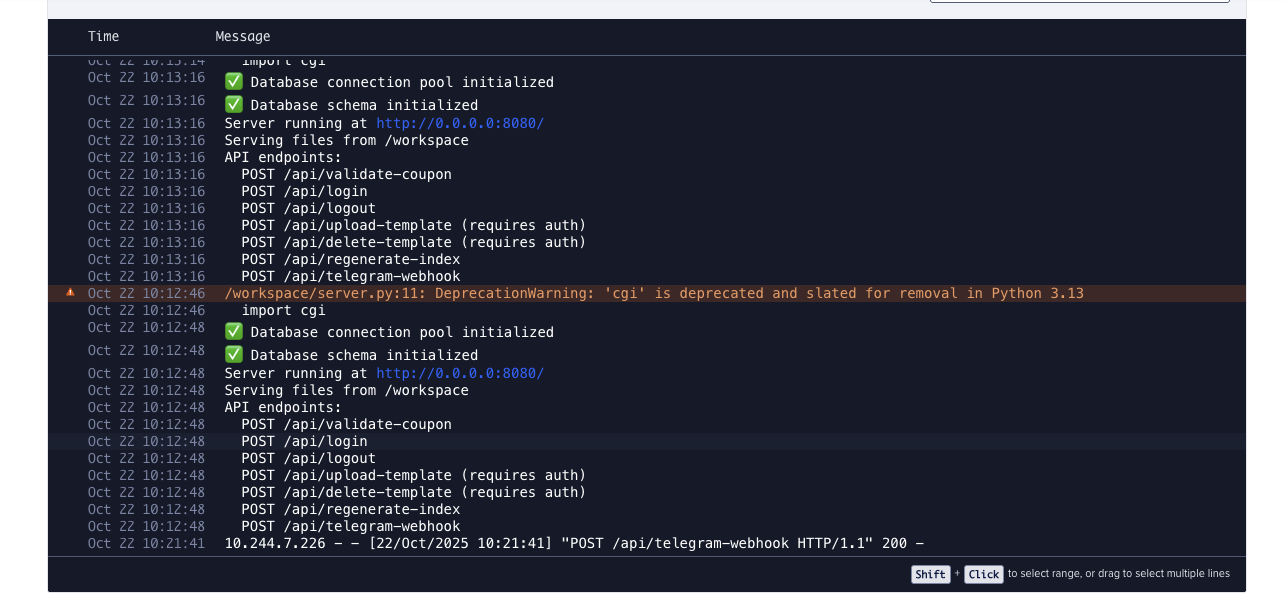 Time Message
Oct 22 10:13:14 import cgi
Oct 22 10:13:16 ✅ Database connection pool initialized
Oct 22 10:13:16 ✅ Database schema initialized
Oct 22 10:13:16 Server running at http://0.0.0.0:8080/
Oct 22 10:13:16 Serving files from /workspace
Oct 22 10:13:16 API endpoints:
Oct 22 10:13:16 POST /api/validate-coupon
Oct 22 10:13:16 POST /api/login
Oct 22 10:13:16 POST /api/logout
Oct 22 10:13:16 POST /api/upload-template (requires auth)
Oct 22 10:13:16 POST /api/delete-template (requires auth)
Oct 22 10:13:16 POST /api/regenerate-index
Oct 22 10:13:16 POST /api/telegram-webhook
Oct 22 10:12:46 /workspace/server.py:11: DeprecationWarning: 'cgi' is deprecated and slated for removal in Python 3.13
Oct 22 10:12:46 import cgi
Oct 22 10:12:48 ✅ Database connection pool initialized
Oct 22 10:12:48 ✅ Database schema initialized
Oct 22 10:12:48 Server running at http://0.0.0.0:8080/
Oct 22 10:12:48 Serving files from /workspace
Oct 22 10:12:48 API endpoints:
Oct 22 10:12:48 POST /api/validate-coupon
Oct 22 10:12:48 POST /api/login
Oct 22 10:12:48 POST /api/logout
Oct 22 10:12:48 POST /api/upload-template (requires auth)
Oct 22 10:12:48 POST /api/delete-template (requires auth)
Oct 22 10:12:48 POST /api/regenerate-index
Oct 22 10:12:48 POST /api/telegram-webhook
Oct 22 10:21:41 10.244.7.226 - - [22/Oct/2025 10:21:41] "POST /api/telegram-webhook HTTP/1.1" 200 -
Shift + Click to select range, or drag to select multiple lines